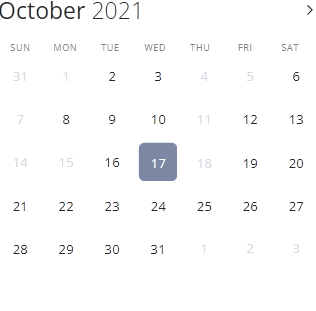 October 2021
SUN MON TUE WED THU FRI SAT
31 1 2 3 4 5 6
7 8 9 10 11 12 13
14 15 16 17 18 19 20
21 22 23 24 25 26 27
28 29 30 31 1 2 3